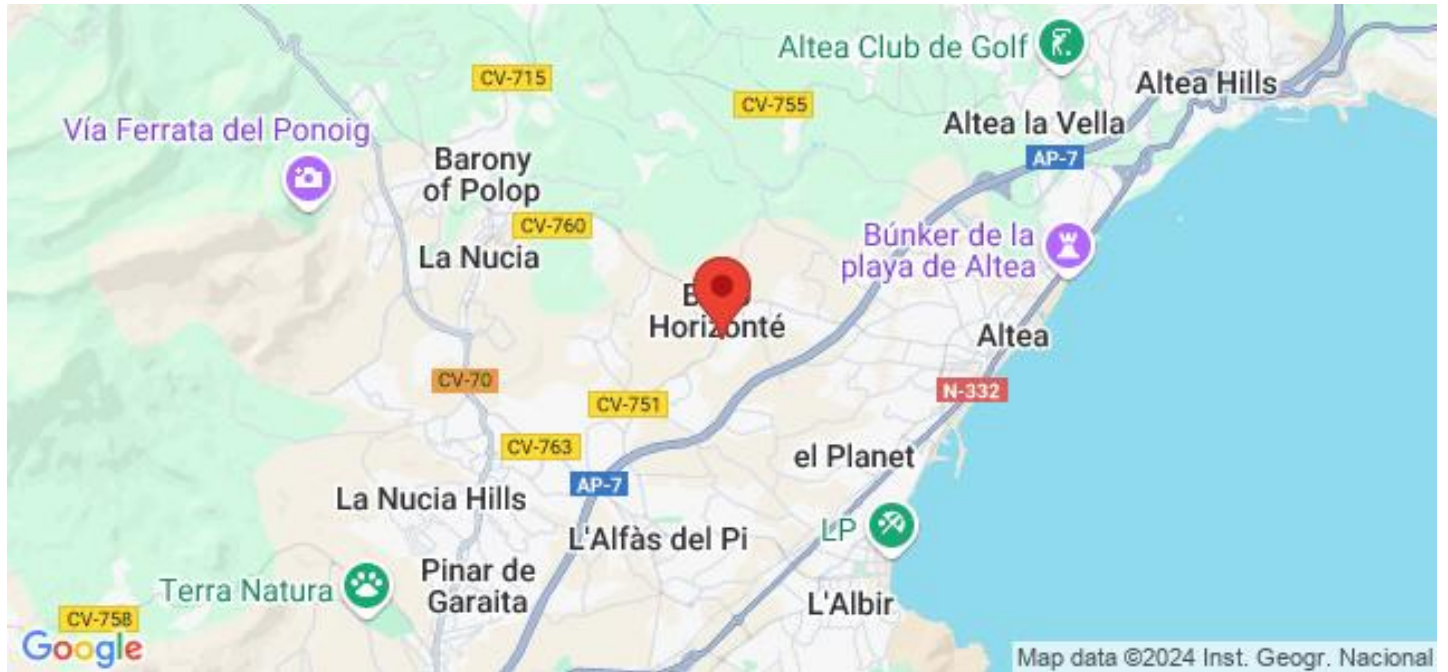 Altea Club de Golf
Altea Hills
CV-715
CV-755
Altea la Vella
Vía Ferrata del Ponoig
AP-7
Barony
of Polop
CV-760
Búnker de la
playa de Altea
La Nucia
Horizonté
Altea
CV-70
N-332
CV-751
CV-763
el Planet
AP-7
La Nucia Hills
LP
L'Alfàs del Pi
Pinar de
Garaita
Terra Natura
L'Albir
CV-758
Google
Map data ©2024 Inst. Geogr. Nacional